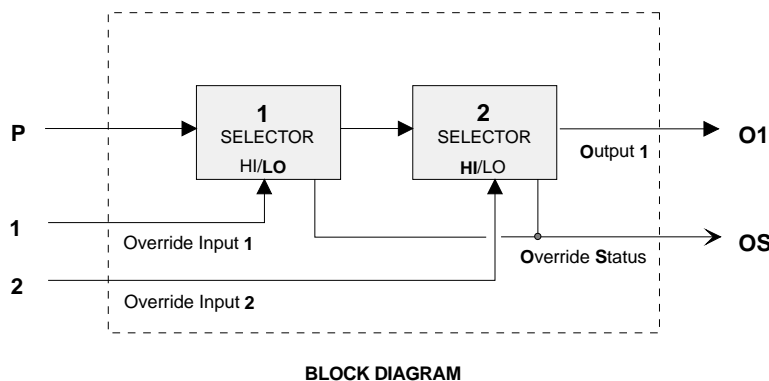 1
SELECTOR
HI/LO
2
SELECTOR
HI/LO
P
O1
Output 1
1
Override Input 1
OS
Override Status
2
Override Input 2
BLOCK DIAGRAM